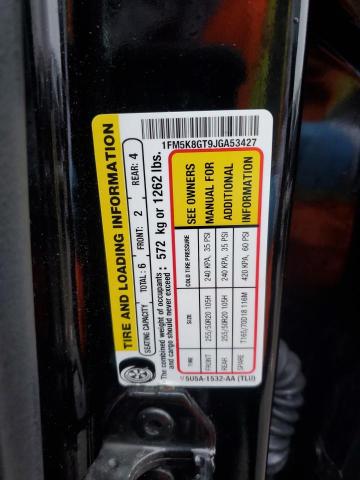 1FM5K8GT9JGA53427
TIRE AND LOADING INFORMATION
SEATING CAPACITY TOTAL: 6 FRONT: 2 REAR: 4
The combined weight of occupants
and cargo should never exceed : 572 kg or 1262 lbs.
TIRE SIZE COLD TIRE PRESSURE SEE OWNERS
FRONT 255/50R20 105H 240 KPA, 35 PSI MANUAL FOR
REAR 255/50R20 105H 240 KPA, 35 PSI ADDITIONAL
SPARE T165/70D18 116M 420 KPA, 60 PSI INFORMATION
5U5A-1532-AA (TLU)